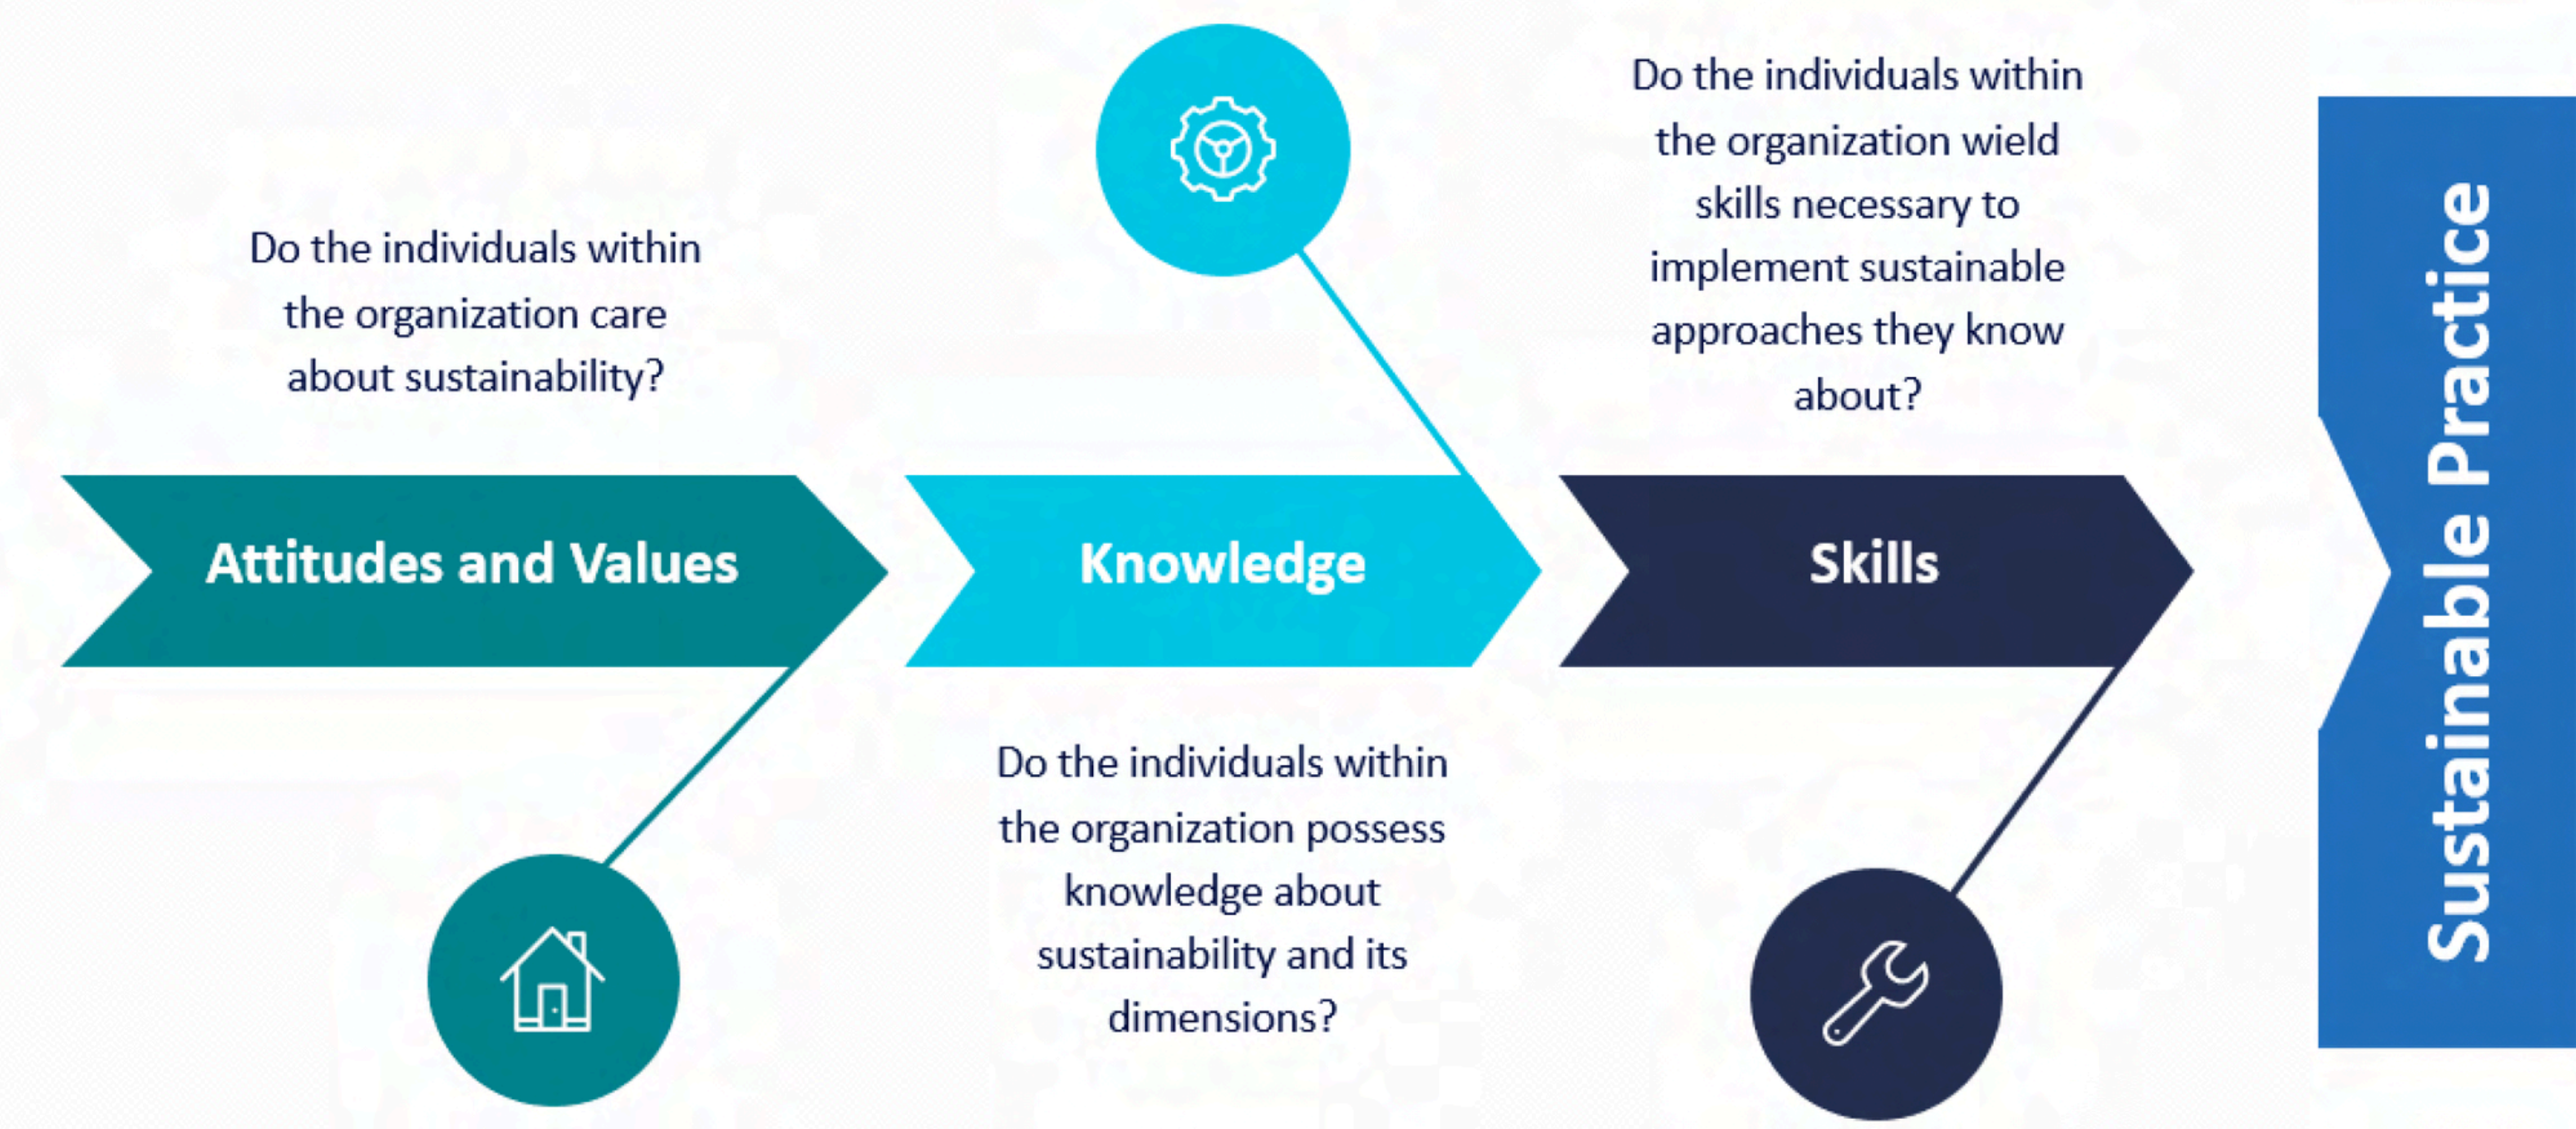 Do the individuals within
the organization care
about sustainability?
Attitudes and Values
Knowledge
Do the individuals within
the organization possess
knowledge about
sustainability and its
dimensions?
Do the individuals within
the organization wield
skills necessary to
implement sustainable
approaches they know
about?
Skills
Sustainable Practice